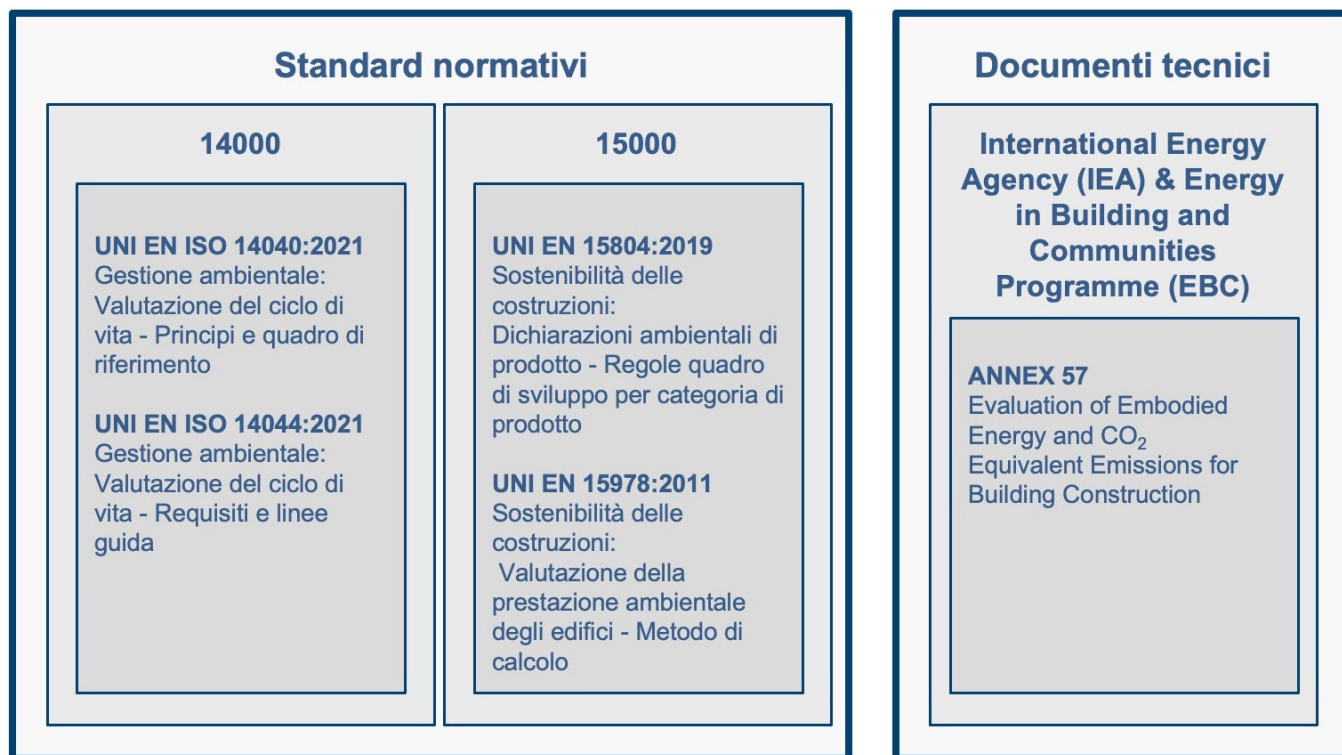 Standard normativi
14000
UNI EN ISO 14040:2021
Gestione ambientale:
Valutazione del ciclo di
vita - Principi e quadro di
riferimento
UNI EN ISO 14044:2021
Gestione ambientale:
Valutazione del ciclo di
vita - Requisiti e linee
guida
15000
UNI EN 15804:2019
Sostenibilità delle
costruzioni:
Dichiarazioni ambientali di
prodotto - Regole quadro
di sviluppo per categoria di
prodotto
UNI EN 15978:2011
Sostenibilità delle
costruzioni:
Valutazione della
prestazione ambientale
degli edifici - Metodo di
calcolo
Documenti tecnici
International Energy
Agency (IEA) & Energy
in Building and
Communities
Programme (EBC)
ANNEX 57
Evaluation of Embodied
Energy and CO₂
Equivalent Emissions for
Building Construction